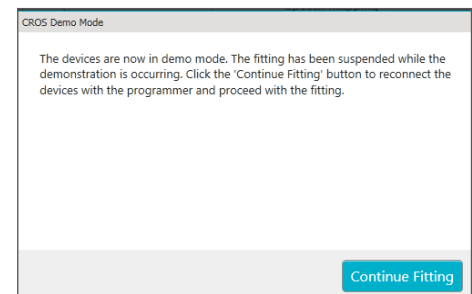 CROS Demo Mode
The devices are now in demo mode. The fitting has been suspended while the
demonstration is occurring. Click the 'Continue Fitting' button to reconnect the
devices with the programmer and proceed with the fitting.
Continue Fitting